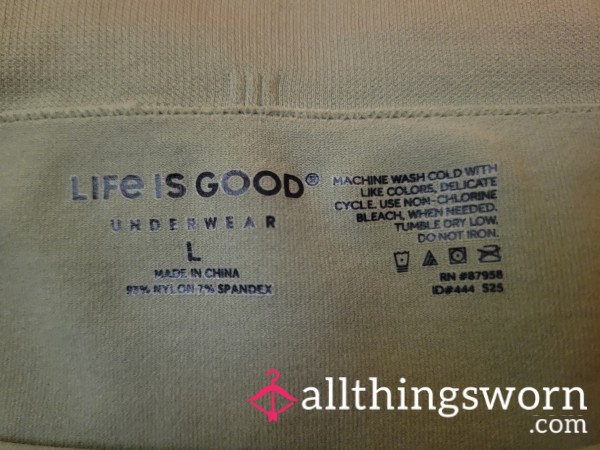 LIFE IS GOOD®
UNDERWEAR
L
MADE IN CHINA
93% NYLON 7% SPANDEX
MACHINE WASH COLD WITH
LIKE COLORS, DELICATE
CYCLE. USE NON-CHLORINE
BLEACH, WHEN NEEDED.
TUMBLE DRY LOW.
DO NOT IRON.
RN #87958
ID#444 S25
allthingsworn
.com